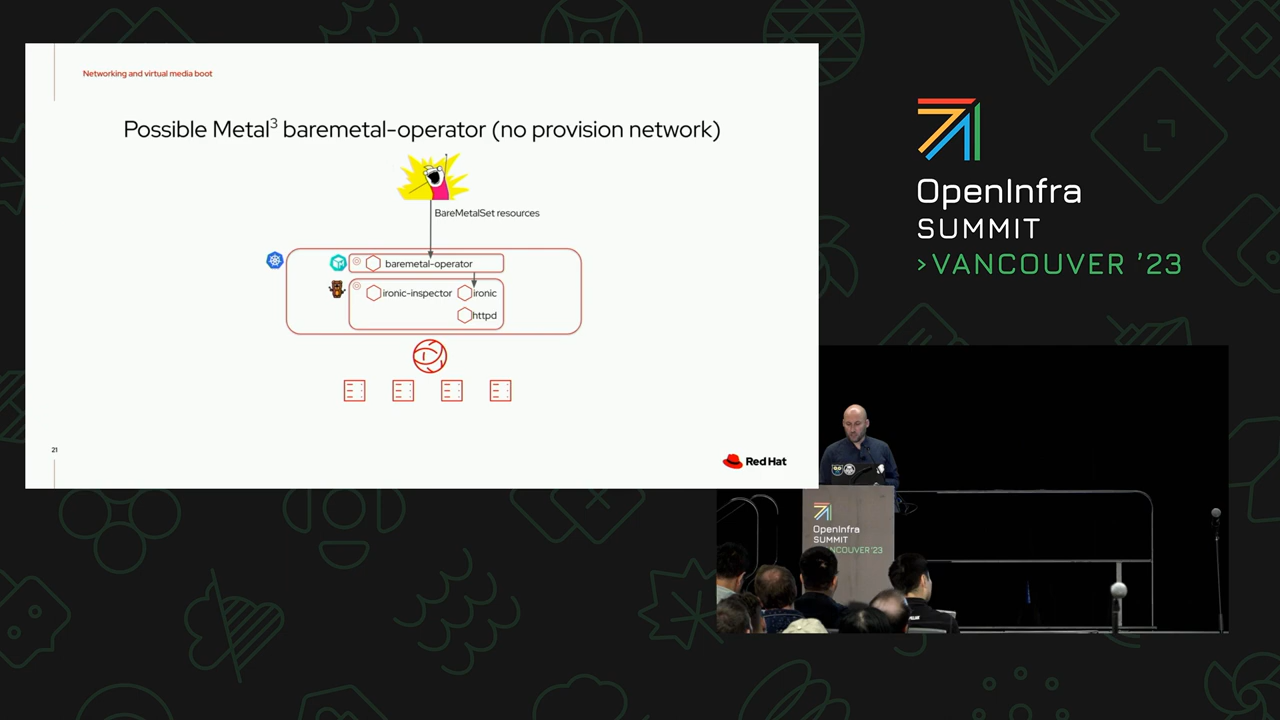 Networking and virtual media boot
Possible Metal3 baremetal-operator (no provision network)
BareMetalSet resources
baremetal-operator
ironic-inspector
ironic
httpd
21
Red Hat
OpenInfra
SUMMIT
>VANCOUVER '23
OpenInfra
SUMMIT
VANCOUVER '23